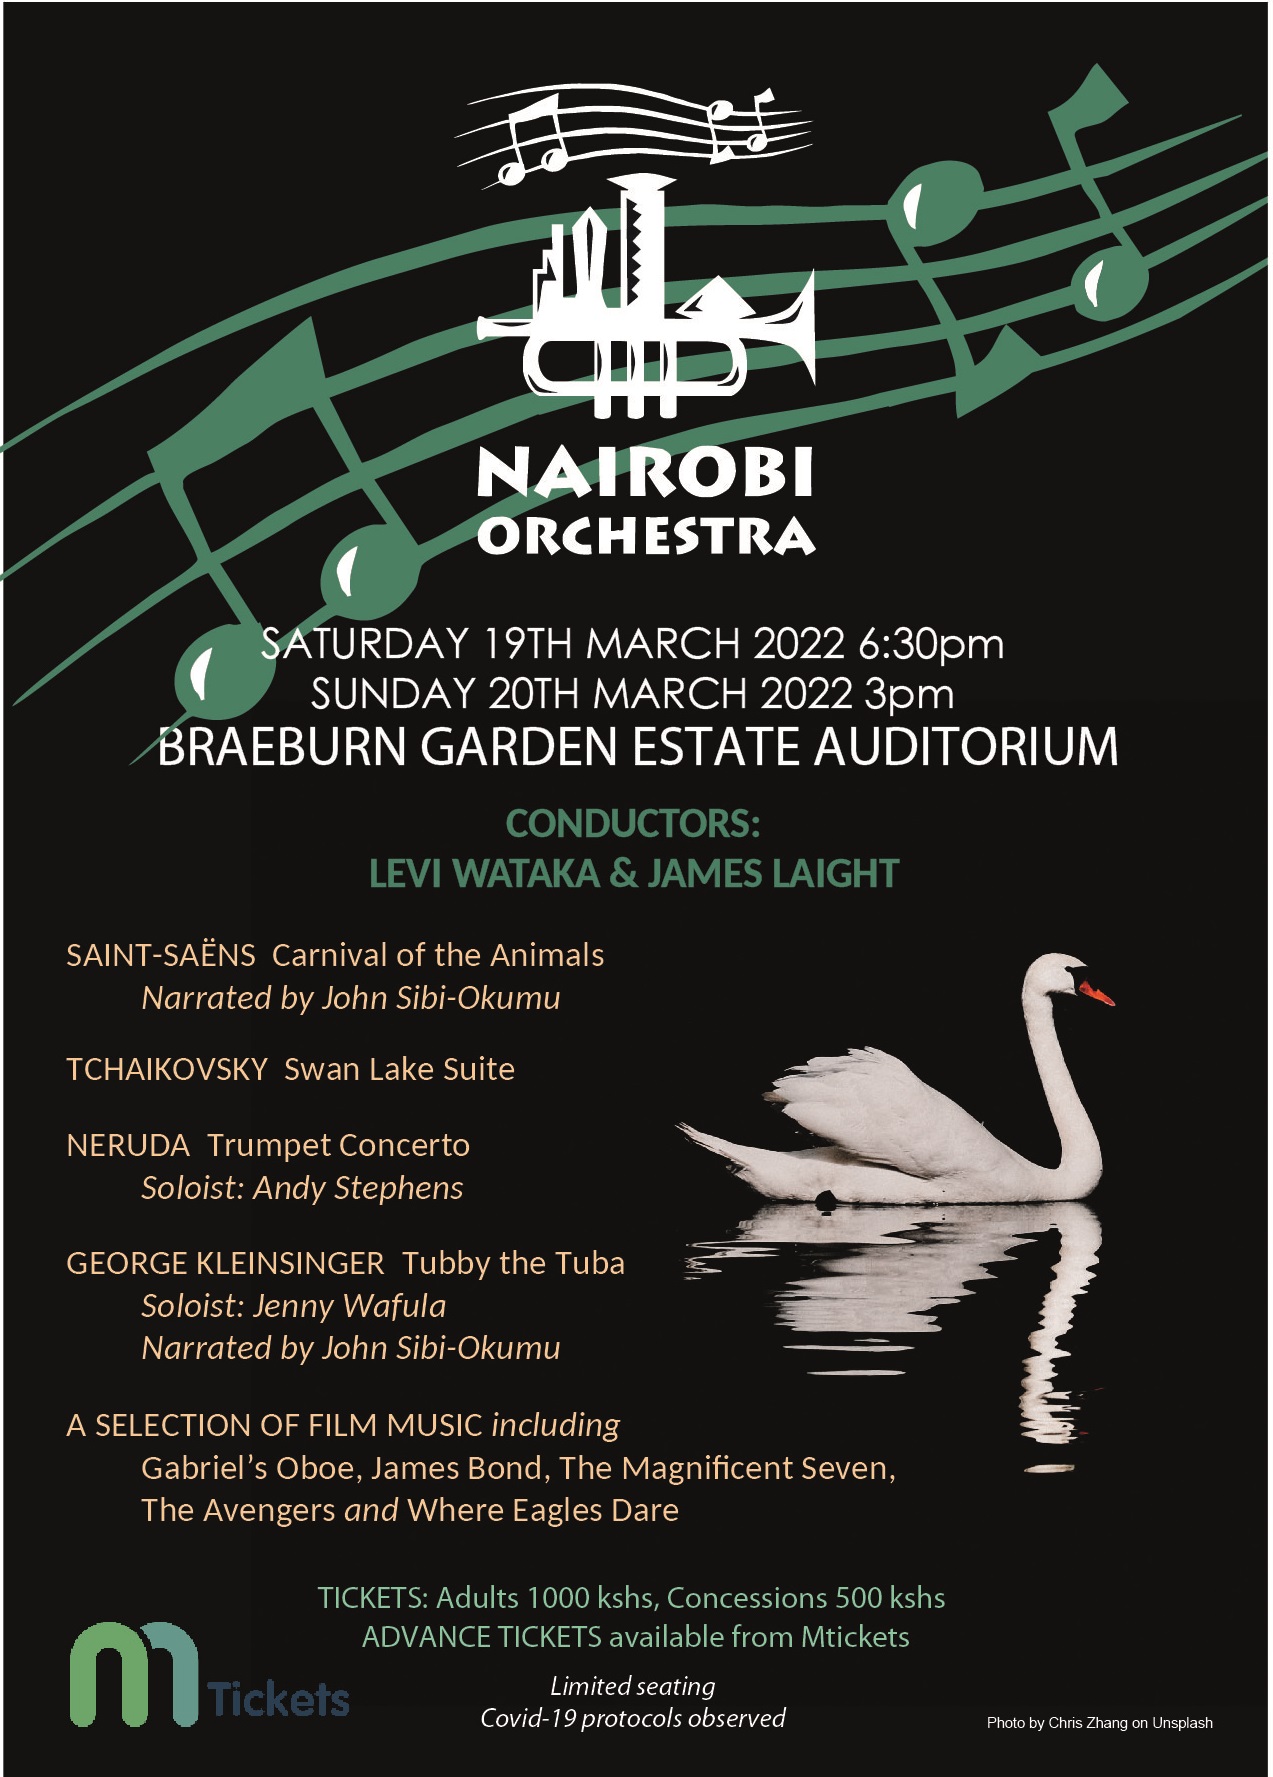 NAIROBI
ORCHESTRA
SATURDAY 19TH MARCH 2022 6:30pm
SUNDAY 20TH MARCH 2022 3pm
BRAEBURN GARDEN ESTATE AUDITORIUM
CONDUCTORS:
LEVI WATAKA & JAMES LAIGHT
SAINT-SAËNS Carnival of the Animals
Narrated by John Sibi-Okumu
TCHAIKOVSKY Swan Lake Suite
NERUDA Trumpet Concerto
Soloist: Andy Stephens
GEORGE KLEINSINGER Tubby the Tuba
Soloist: Jenny Wafula
Narrated by John Sibi-Okumu
A SELECTION OF FILM MUSIC including
Gabriel’s Oboe, James Bond, The Magnificent Seven,
The Avengers and Where Eagles Dare
TICKETS: Adults 1000 kshs, Concessions 500 kshs
ADVANCE TICKETS available from Mtickets
m Tickets
Limited seating
Covid-19 protocols observed
Photo by Chris Zhang on Unsplash